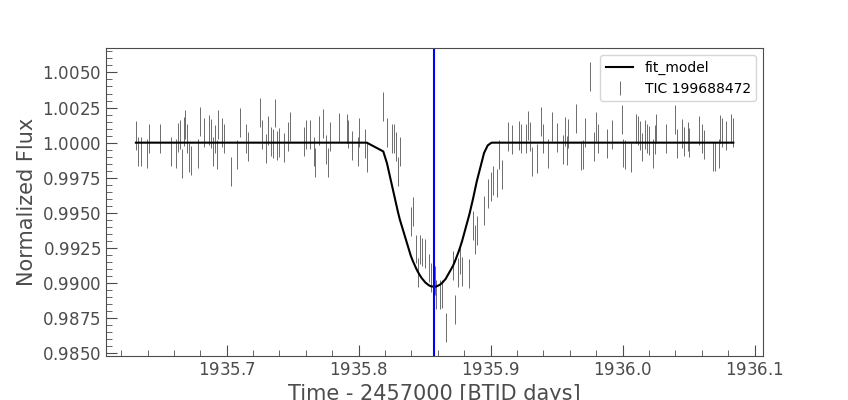 fit_model
TIC 199688472
Normalized Flux
1.0050
1.0025
1.0000
0.9975
0.9950
0.9925
0.9900
0.9875
0.9850
1935.7 1935.8 1935.9 1936.0 1936.1
Time - 2457000 [BTJD days]